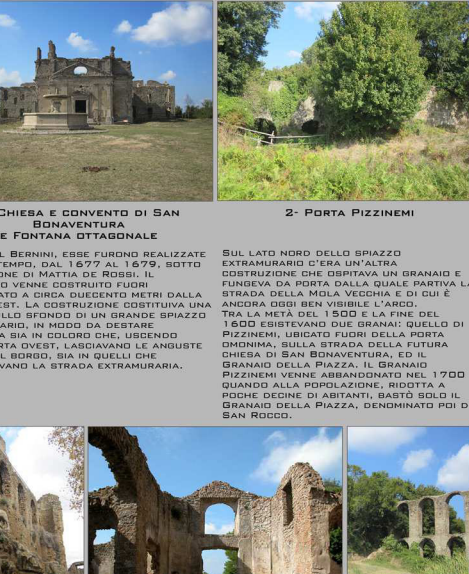 Chiesa e convento di San
Bonaventura
e Fontana ottagonale
l Bernini, esse furono realizzate
tempo, dal 1677 al 1679, sotto
one di Mattia de Rossi. Il
o venne costruito fuori
ato a circa duecento metri dalla
est. La costruzione costituiva una
llo sfondo di un grande spiazzo
ario, in modo da destare
a sia in coloro che, uscendo
rta ovest, lasciavano le anguste
l borgo, sia in quelli che
vano la strada extramuraria.
2- Porta Pizzinemi
Sul lato nord dello spiazzo
extramurario c'era un'altra
costruzione che ospitava un granaio e
fungeva da porta dalla quale partiva la
strada della Mola Vecchia e di cui è
ancora oggi ben visibile l'arco.
Tra la metà del 1500 e la fine del
1600 esistevano due granai: quello di
Pizzinemi, ubicato fuori della porta
omonima, sulla strada della futura
chiesa di San Bonaventura, ed il
Granaio della Piazza. Il Granaio
Pizzinemi venne abbandonato nel 1700
quando alla popolazione, ridotta a
poche decine di abitanti, bastò solo il
Granaio della Piazza, denominato poi d
San Rocco.